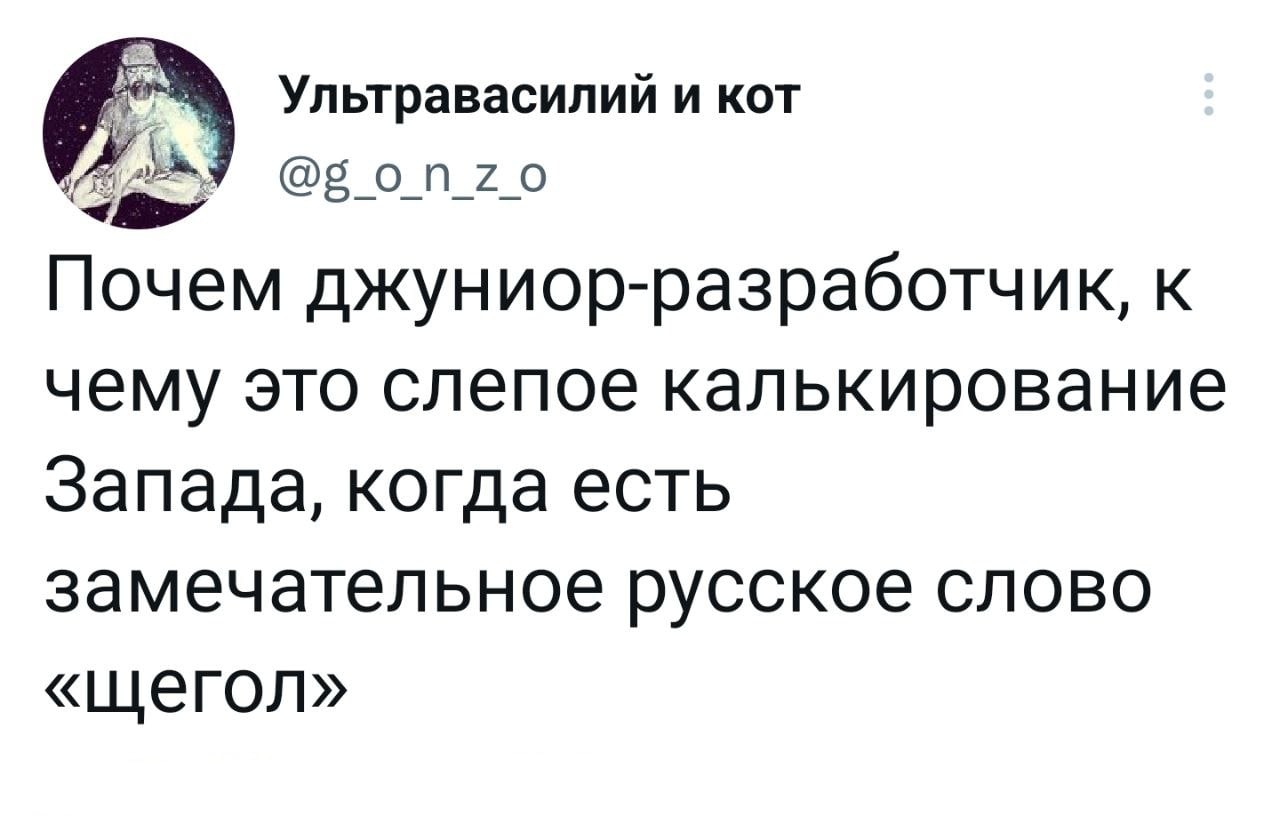 Ультравасилий и кот
@g_o_n_z_o
Почем джуниор-разработчик, к
чему это слепое калькирование
Запада, когда есть
замечательное русское слово
«щегол»